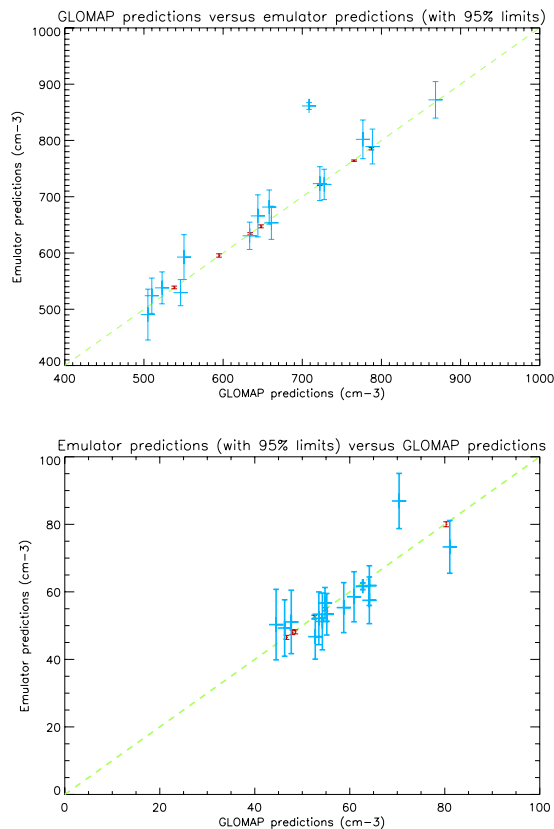 GLOMAP predictions versus emulator predictions (with 95% limits)
1000
900
800
700
600
500
400
Emulator predictions (cm-3)
400 500 600 700 800 900 1000
GLOMAP predictions (cm-3)
Emulator predictions (with 95% limits) versus GLOMAP predictions
100
80
60
40
20
0
Emulator predictions (cm-3)
0 20 40 60 80 100
GLOMAP predictions (cm-3)